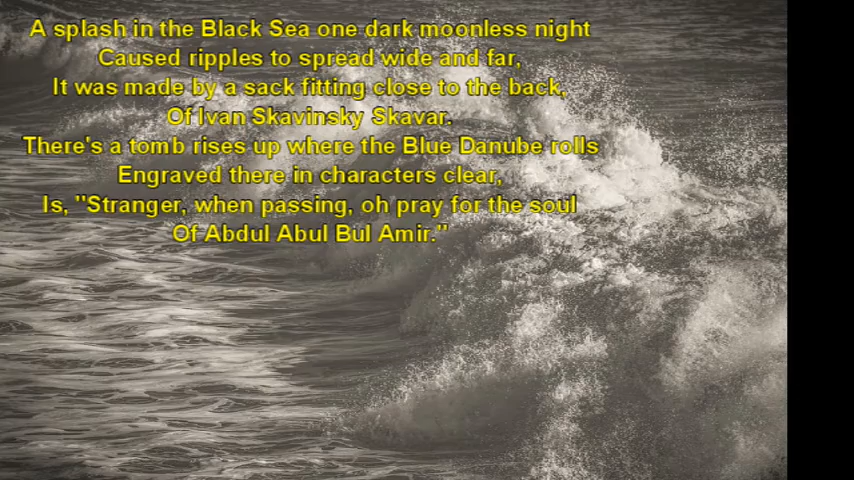 A splash in the Black Sea one dark moonless night
Caused ripples to spread wide and far,
It was made by a sack fitting close to the back,
Of Ivan Skavinsky Skavar.
There's a tomb rises up where the Blue Danube rolls
Engraved there in characters clear,
Is, "Stranger, when passing, oh pray for the soul
Of Abdul Abul Bul Amir."